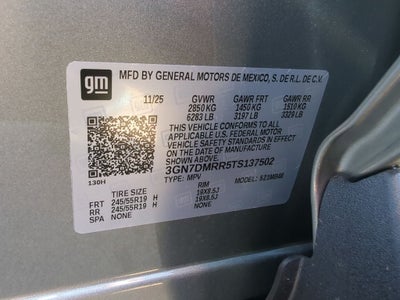 gm
MFD BY GENERAL MOTORS DE MEXICO, S. DE R.L. DE C.V.
11/25 GVWR GAWR FRT GAWR RR
2850 KG 1450 KG 1510 KG
6283 LB 3197 LB 3329 LB
THIS VEHICLE CONFORMS TO ALL
APPLICABLE U.S. FEDERAL MOTOR
VEHICLE SAFETY STANDARDS IN EFFECT
ON THE DATE OF MANUFACTURE SHOWN ABOVE.
3GN7DMRR5TS137502
130H TYPE: MPV MODEL:
TIRE SIZE RIM
FRT 245/55R19 H 19X8.5J
RR 245/55R19 H 19X8.5J
SPA NONE NONE